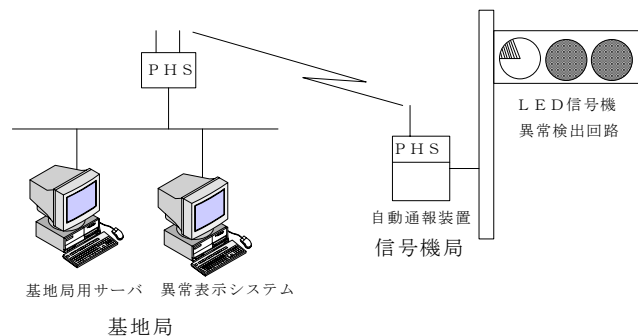 ＰＨＳ
ＰＨＳ
ＬＥＤ信号機
異常検出回路
自動通報装置
信号機局
基地局用サーバ
異常表示システム
基地局